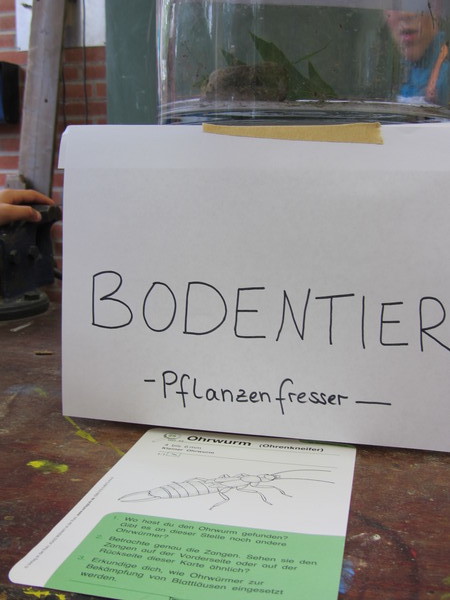 BODENTIER
- Pflanzenfresser -
Ohrwurm (Ohrenkneifer)
1. Wo hast du den Ohrwurm gefunden?
Gibt es an dieser Stelle noch andere
Ohrwürmer?
2. Betrachte genau die Zangen. Sehen sie den
Zangen auf der Vorderseite oder auf der
Rückseite dieser Karte ähnlich?
3. Erkundige dich, wie Ohrwürmer zur
Bekämpfung von Blattläusen eingesetzt
werden.